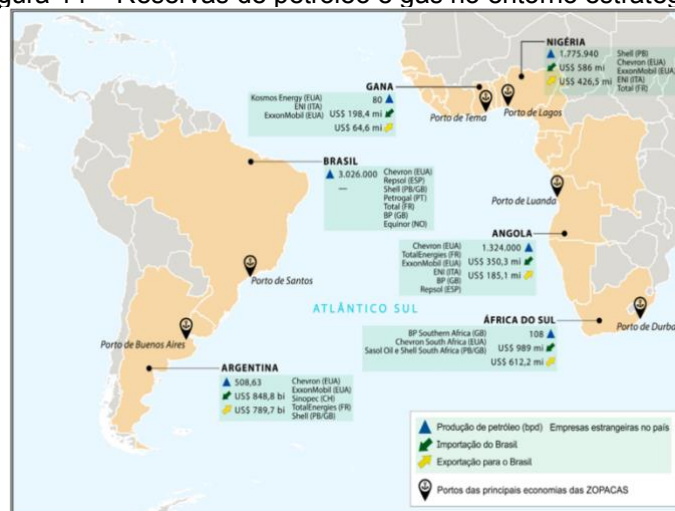 Reservas de petróleo e gás no entorno estratég
NIGÉRIA
1.775.940
US$ 586 mi
US$ 426,5 mi
Shell (PB)
Chevron (EUA)
ExxonMobil (EUA)
ENI (ITA)
Total (FR)
GANA
Kosmos Energy (EUA)
ENI (ITA)
ExxonMobil (EUA)
80
US$ 198,4 mi
US$ 64,6 mi
Porto de Tema
Porto de Lagos
BRASIL
3.026.000
—
Chevron (EUA)
Repsol (ESP)
Shell (PB/GB)
Petrogal (PT)
Total (FR)
BP (GB)
Equinor (NO)
Porto de Luanda
ANGOLA
Chevron (EUA)
TotalEnergies (FR)
ExxonMobil (EUA)
ENI (ITA)
BP (GB)
Repsol (ESP)
1.324.000
US$ 350,3 mi
US$ 185,1 mi
Porto de Santos
ATLÂNTICO SUL
ÁFRICA DO SUL
BP Southern Africa (GB)
Chevron South Africa (EUA)
Sasol Oil e Shell South Africa (PB/GB)
108
US$ 989 mi
US$ 612,2 mi
Porto de Durba
Porto de Buenos Aires
ARGENTINA
508,63
US$ 848,8 bi
US$ 789,7 bi
Chevron (EUA)
ExxonMobil (EUA)
Sinopec (CH)
TotalEnergies (FR)
Shell (PB/GB)
Produção de petróleo (bpd) Empresas estrangeiras no país
Importação do Brasil
Exportação para o Brasil
Portos das principais economias das ZOPACAS